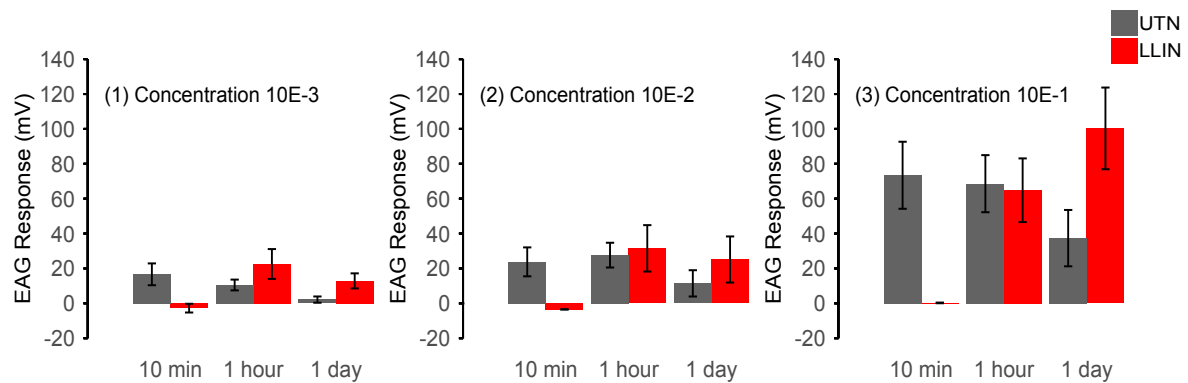 UTN
LLIN
EAG Response (mV)
140
120
100
80
60
40
20
0
-20
(1) Concentration 10E-3
10 min 1 hour 1 day
EAG Response (mV)
140
120
100
80
60
40
20
0
-20
(2) Concentration 10E-2
10 min 1 hour 1 day
EAG Response (mV)
140
120
100
80
60
40
20
0
-20
(3) Concentration 10E-1
10 min 1 hour 1 day